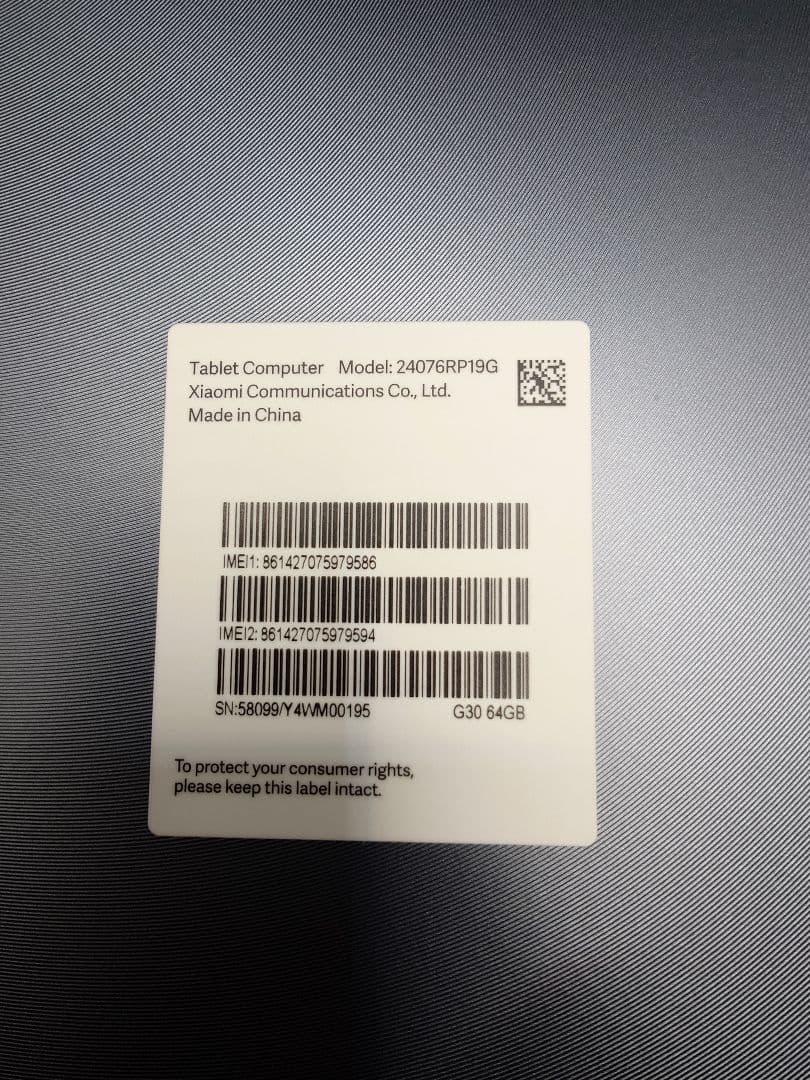 Tablet Computer Model: 24076RP19G
Xiaomi Communications Co., Ltd.
Made in China
IMEI1: 861427075979586
IMEI2: 861427075979594
SN:58099/Y4WM00195 G30 64GB
To protect your consumer rights,
please keep this label intact.